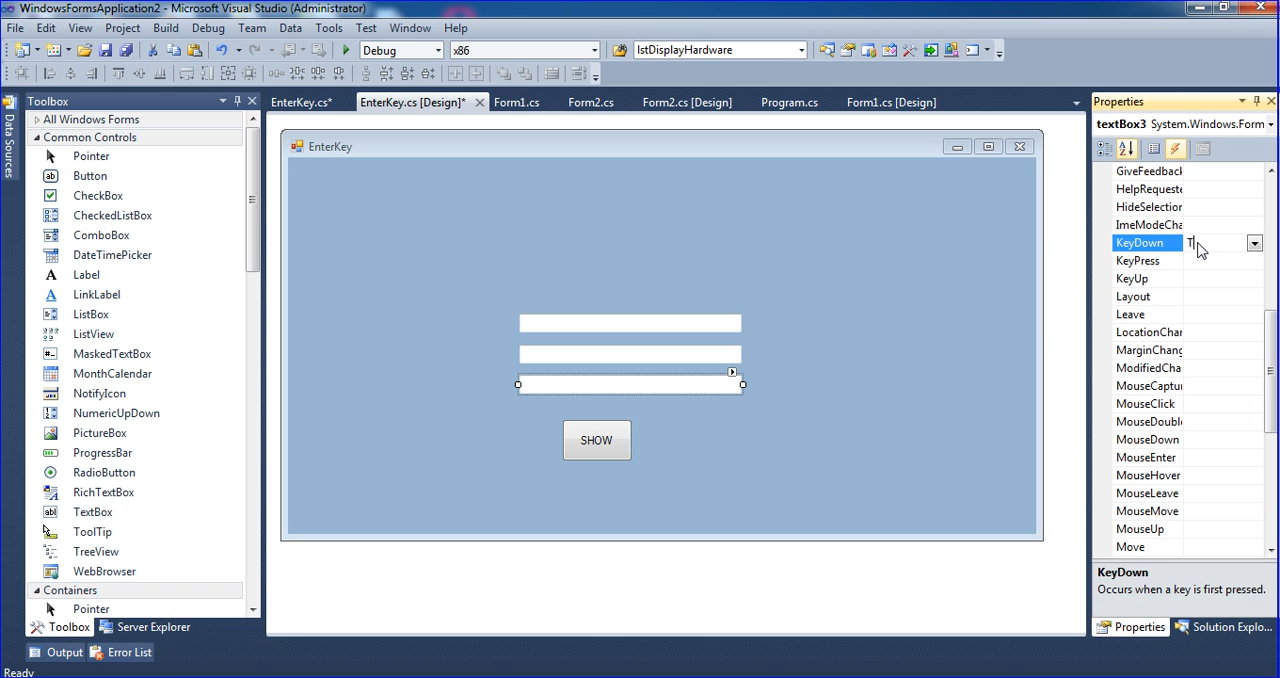 WindowsFormsApplication2 - Microsoft Visual Studio (Administrator)
File Edit View Project Build Debug Team Data Tools Test Window Help
Debug x86 lstDisplayHardware
Data Sources
Toolbox
All Windows Forms
Common Controls
Pointer
Button
CheckBox
CheckedListBox
ComboBox
DateTimePicker
Label
LinkLabel
ListBox
ListView
MaskedTextBox
MonthCalendar
NotifyIcon
NumericUpDown
PictureBox
ProgressBar
RadioButton
RichTextBox
TextBox
ToolTip
TreeView
WebBrowser
Containers
Pointer
Toolbox Server Explorer
Output Error List
Ready
EnterKey.cs* EnterKey.cs [Design]* Form1.cs Form2.cs Form2.cs [Design] Program.cs Form1.cs [Design]
EnterKey
SHOW
Properties
textBox3 System.Windows.Form
GiveFeedback
HelpRequeste
HideSelection
ImeModeCha
KeyDown T
KeyPress
KeyUp
Layout
Leave
LocationChar
MarginChang
ModifiedCha
MouseCaptu
MouseClick
MouseDoubl
MouseDown
MouseEnter
MouseHover
MouseLeave
MouseMove
MouseUp
Move
KeyDown
Occurs when a key is first pressed.
Properties Solution Explo...